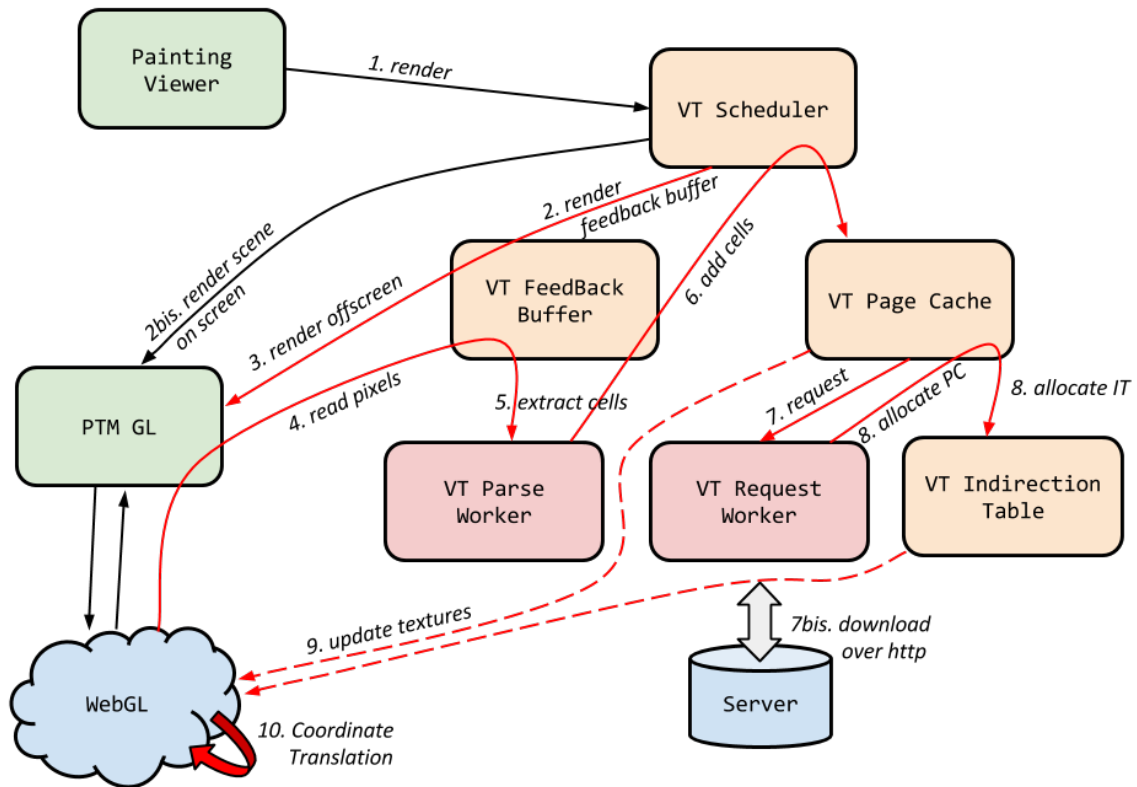 Painting
Viewer
1. render
VT Scheduler
2. render
feedback buffer
2bis. render scene
on screen
3. render offscreen
VT FeedBack
Buffer
6. add cells
VT Page Cache
4. read pixels
5. extract cells
7. request
8. allocate PC
8. allocate IT
PTM GL
VT Parse
Worker
VT Request
Worker
VT Indirection
Table
9. update textures
7bis. download
over http
WebGL
10. Coordinate
Translation
Server